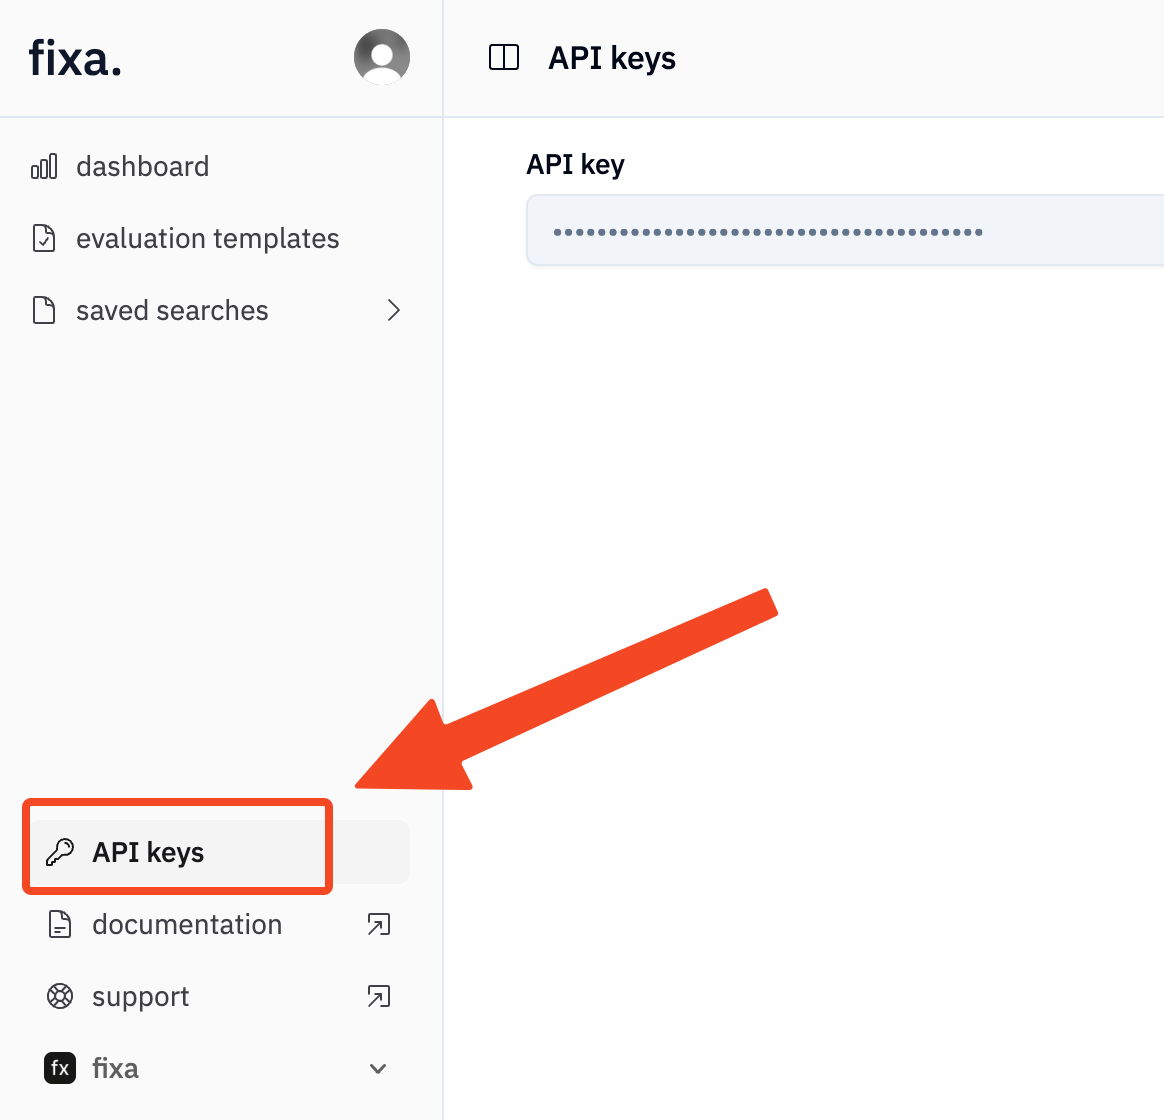 fixa.
API keys
dashboard
evaluation templates
saved searches
API key
•••••••••••••••••••••••••••••••••••••••
API keys
documentation
support
fx fixa